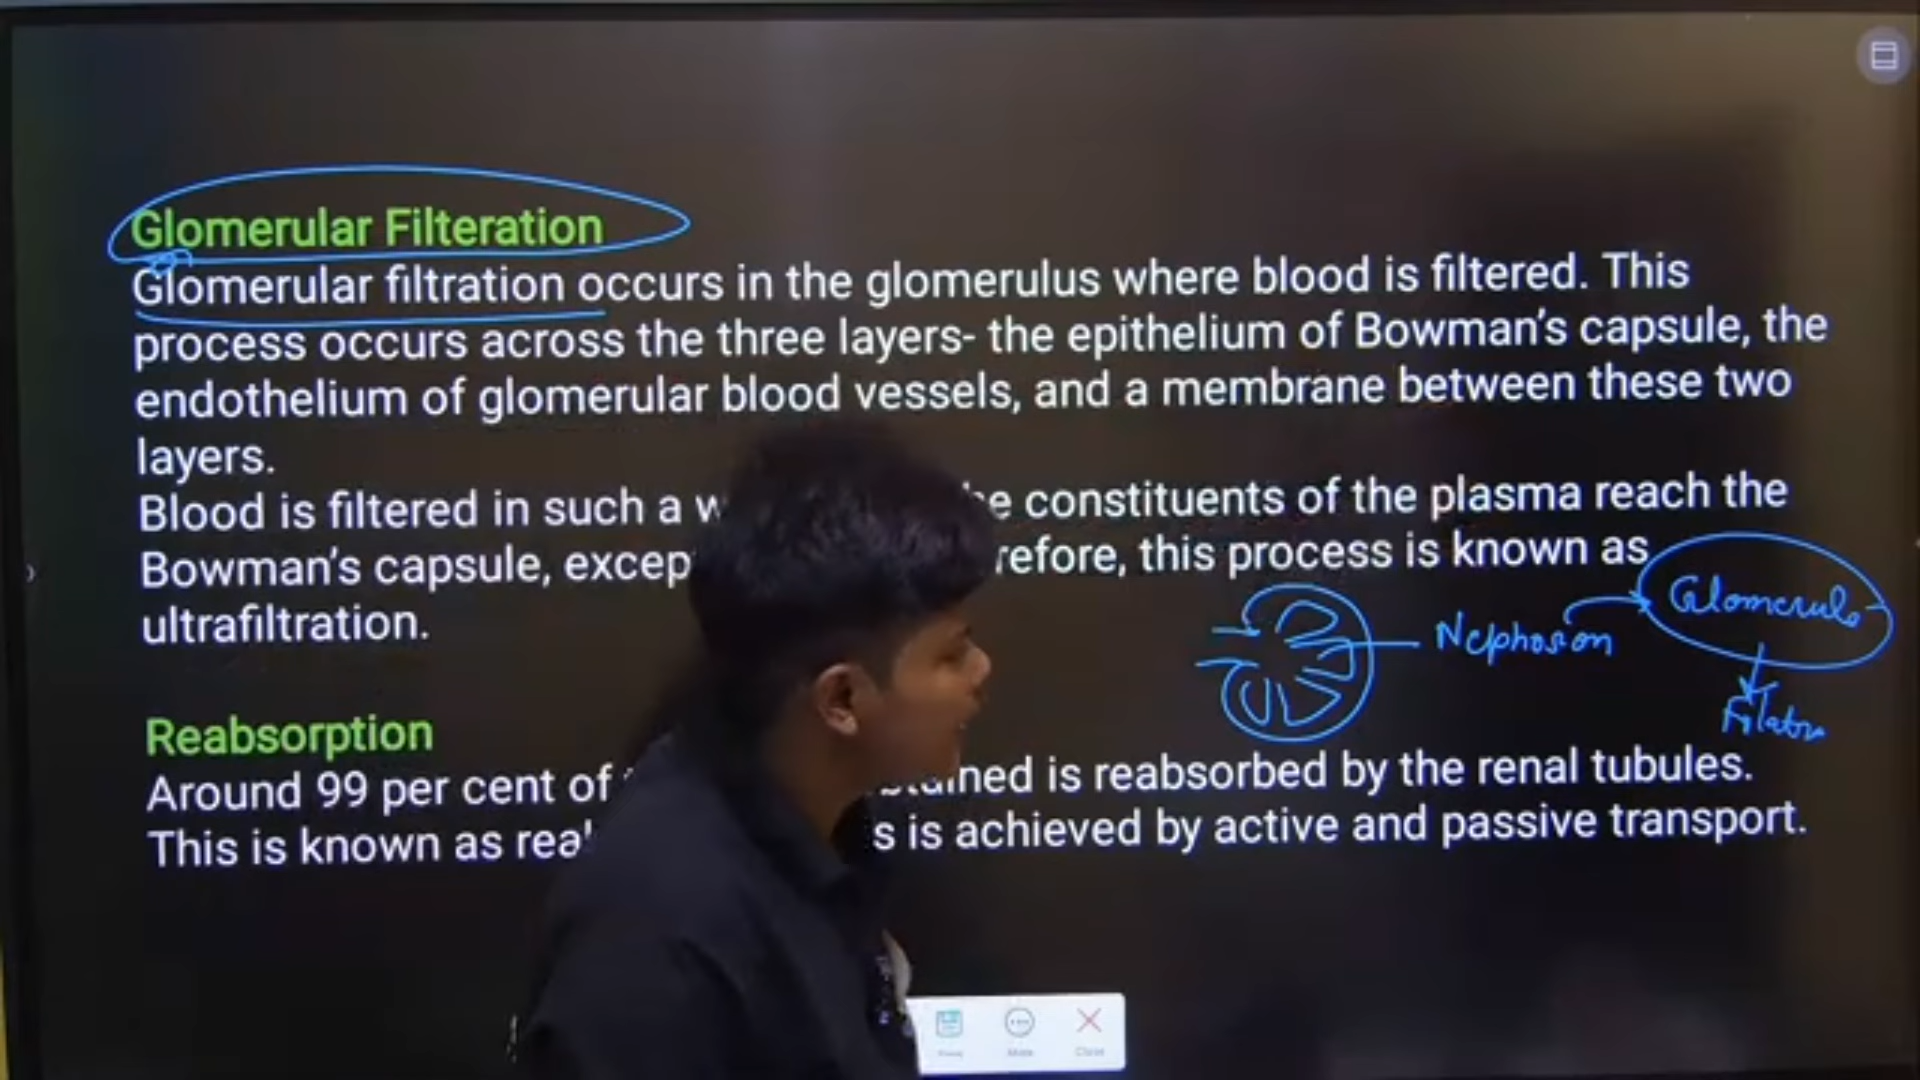 Glomerular Filteration
Glomerular filtration occurs in the glomerulus where blood is filtered. This
process occurs across the three layers- the epithelium of Bowman's capsule, the
endothelium of glomerular blood vessels, and a membrane between these two
layers.
Blood is filtered in such a constituents of the plasma reach the
Bowman's capsule, this process is known as
ultrafiltration.
Glomerulo
Nephoson
Reabsorption
Around 99 per cent of is reabsorbed by the renal tubules.
This is known as is achieved by active and passive transport.
More
Close